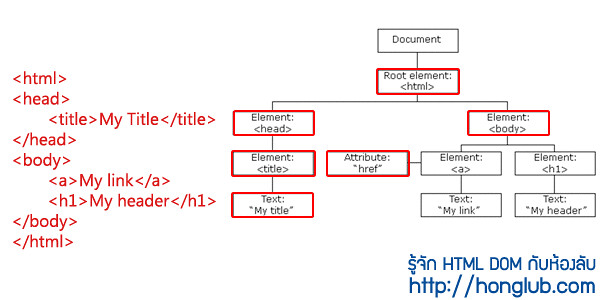 <html>
<head>
<title>My Title</title>
</head>
<body>
<a>My link</a>
<h1>My header</h1>
</body>
</html>
Document
Root element:
<html>
Element:
<head>
Element:
<body>
Element:
<title>
Attribute:
"href"
Element:
<a>
Element:
<h1>
Text:
"My title"
Text:
"My link"
Text:
"My header"
รู้จัก HTML DOM กับห้องลับ
http://honglub.com